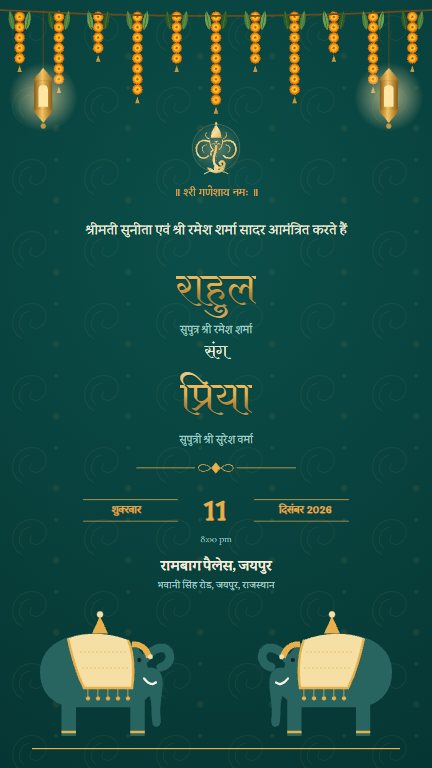 ॥ श्री गणेशाय नमः ॥
श्रीमती सुनीता एवं श्री रमेश शर्मा सादर आमंत्रित करते हैं
राहुल
सुपुत्र श्री रमेश शर्मा
संग
प्रिया
सुपुत्री श्री सुरेश वर्मा
शुक्रवार 11 दिसंबर 2026
8:00 pm
रामबाग पैलेस, जयपुर
भवानी सिंह रोड, जयपुर, राजस्थान